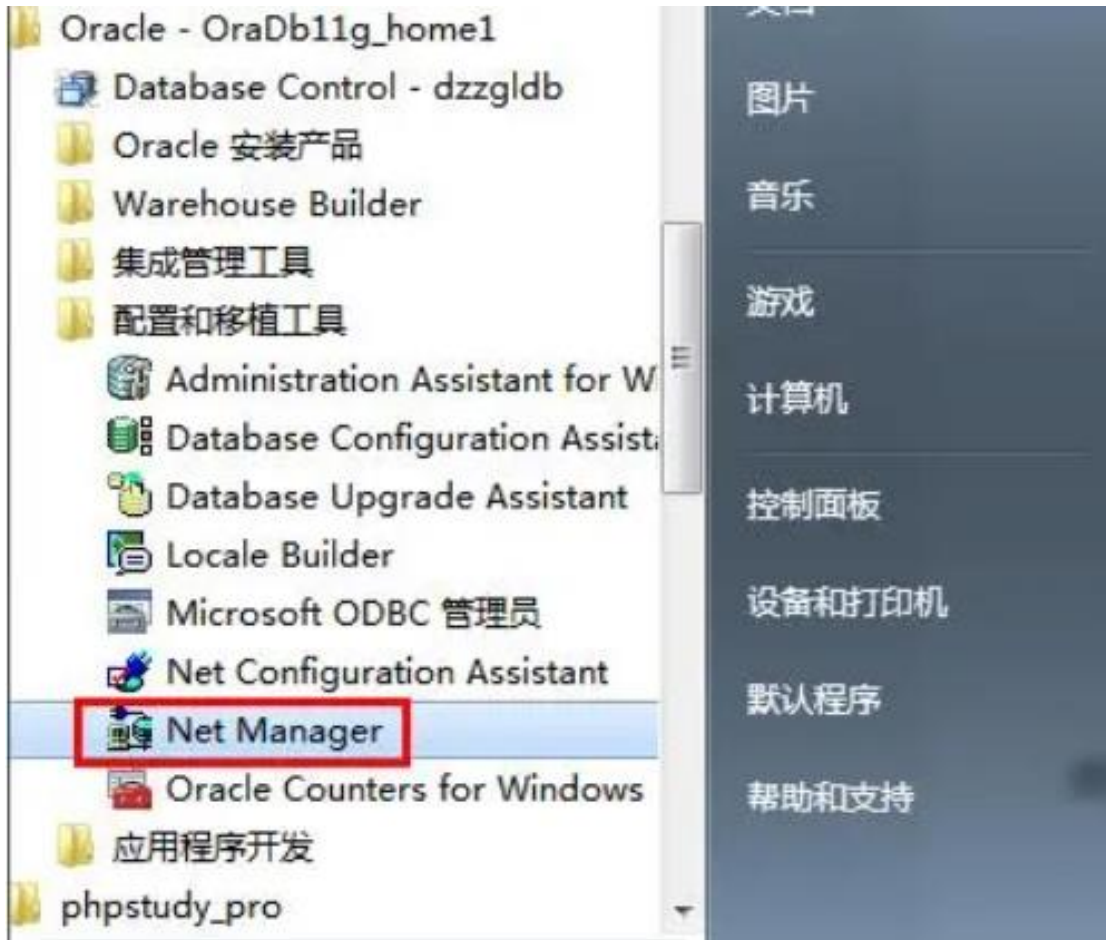 Oracle - OraDb11g_home1
Database Control - dzzgldb
Oracle 安装产品
Warehouse Builder
集成管理工具
配置和移植工具
Administration Assistant for W
Database Configuration Assista
Database Upgrade Assistant
Locale Builder
Microsoft ODBC 管理员
Net Configuration Assistant
Net Manager
Oracle Counters for Windows
应用程序开发
phpstudy_pro
图片
音乐
游戏
计算机
控制面板
设备和打印机
默认程序
帮助和支持